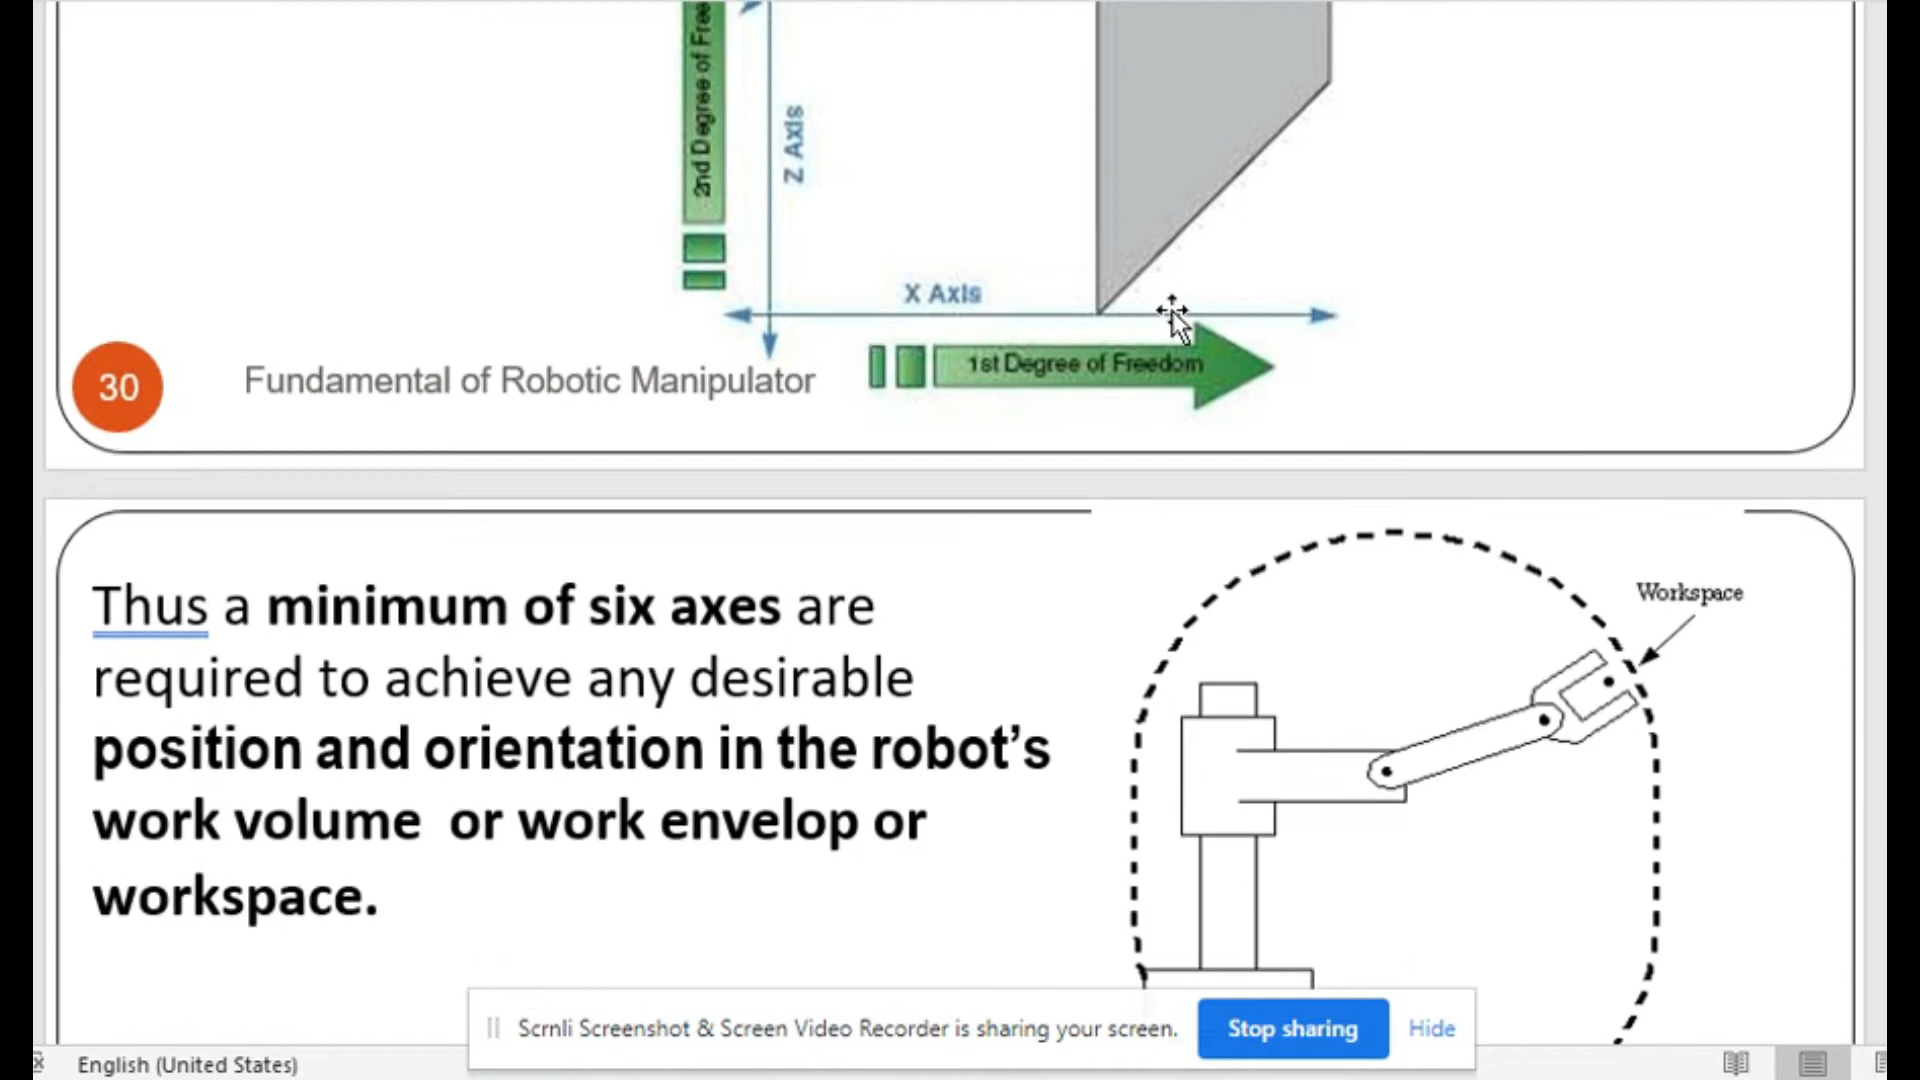 2nd Degree of Free
Z Axis
X Axis
1st Degree of Freedom
30
Fundamental of Robotic Manipulator
Thus a minimum of six axes are
required to achieve any desirable
position and orientation in the robot's
work volume or work envelop or
workspace.
Workspace
Scrnli Screenshot & Screen Video Recorder is sharing your screen.
Stop sharing
Hide
English (United States)